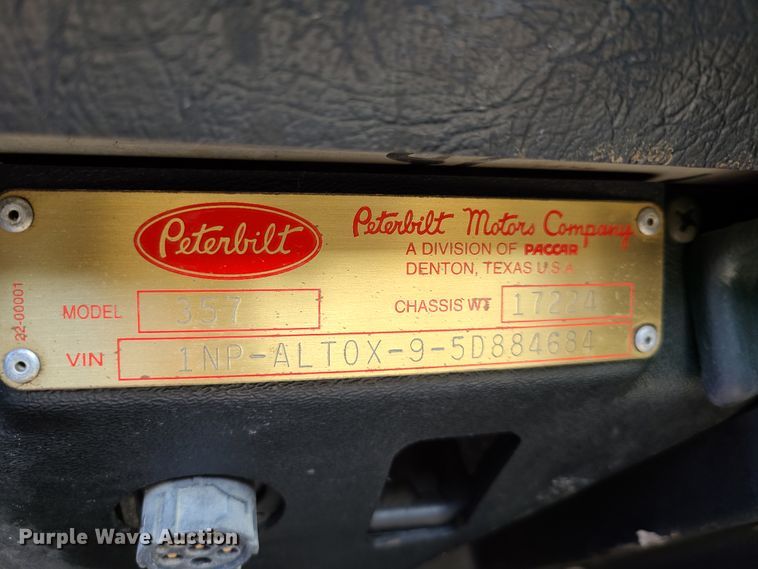 Peterbilt
Peterbilt Motors Company
A DIVISION OF PACCAR
DENTON, TEXAS U.S.A.
MODEL 357
CHASSIS WT 17224
VIN 1NP-ALTOX-9-5D884684
22-00001
Purple Wave Auction